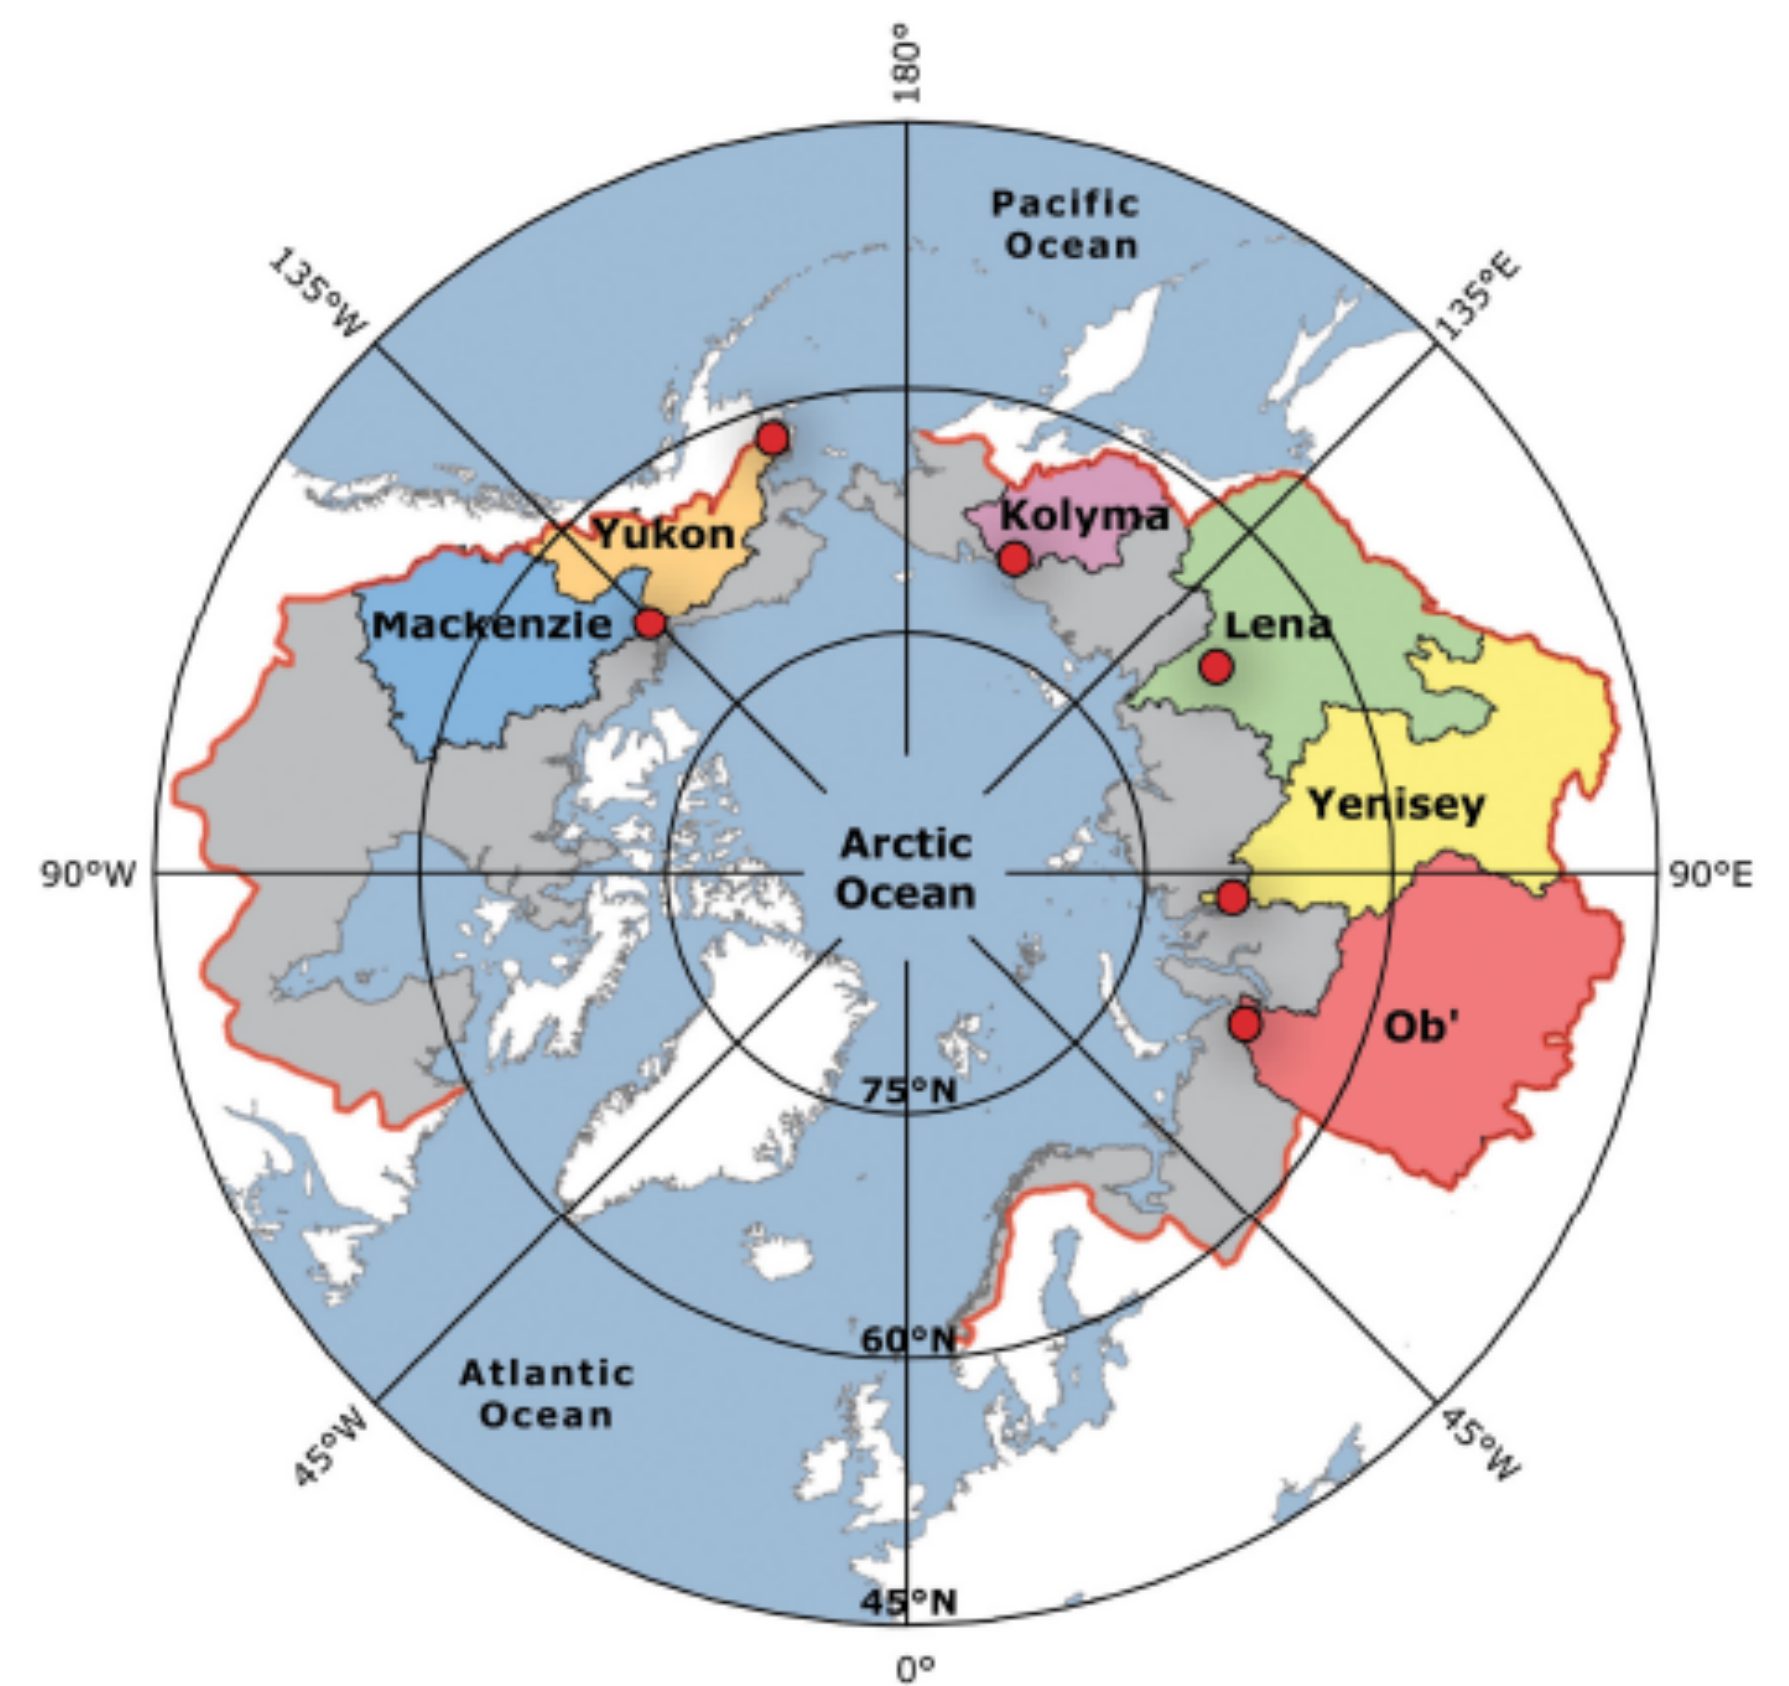 180°
Pacific
Ocean
135°W
135°E
Kolyma
Yukon
Mackenzie
Lena
Yenisey
Arctic
Ocean
90°W
90°E
Ob'
75°N
60°N
Atlantic
Ocean
45°W
45°W
45°N
0°